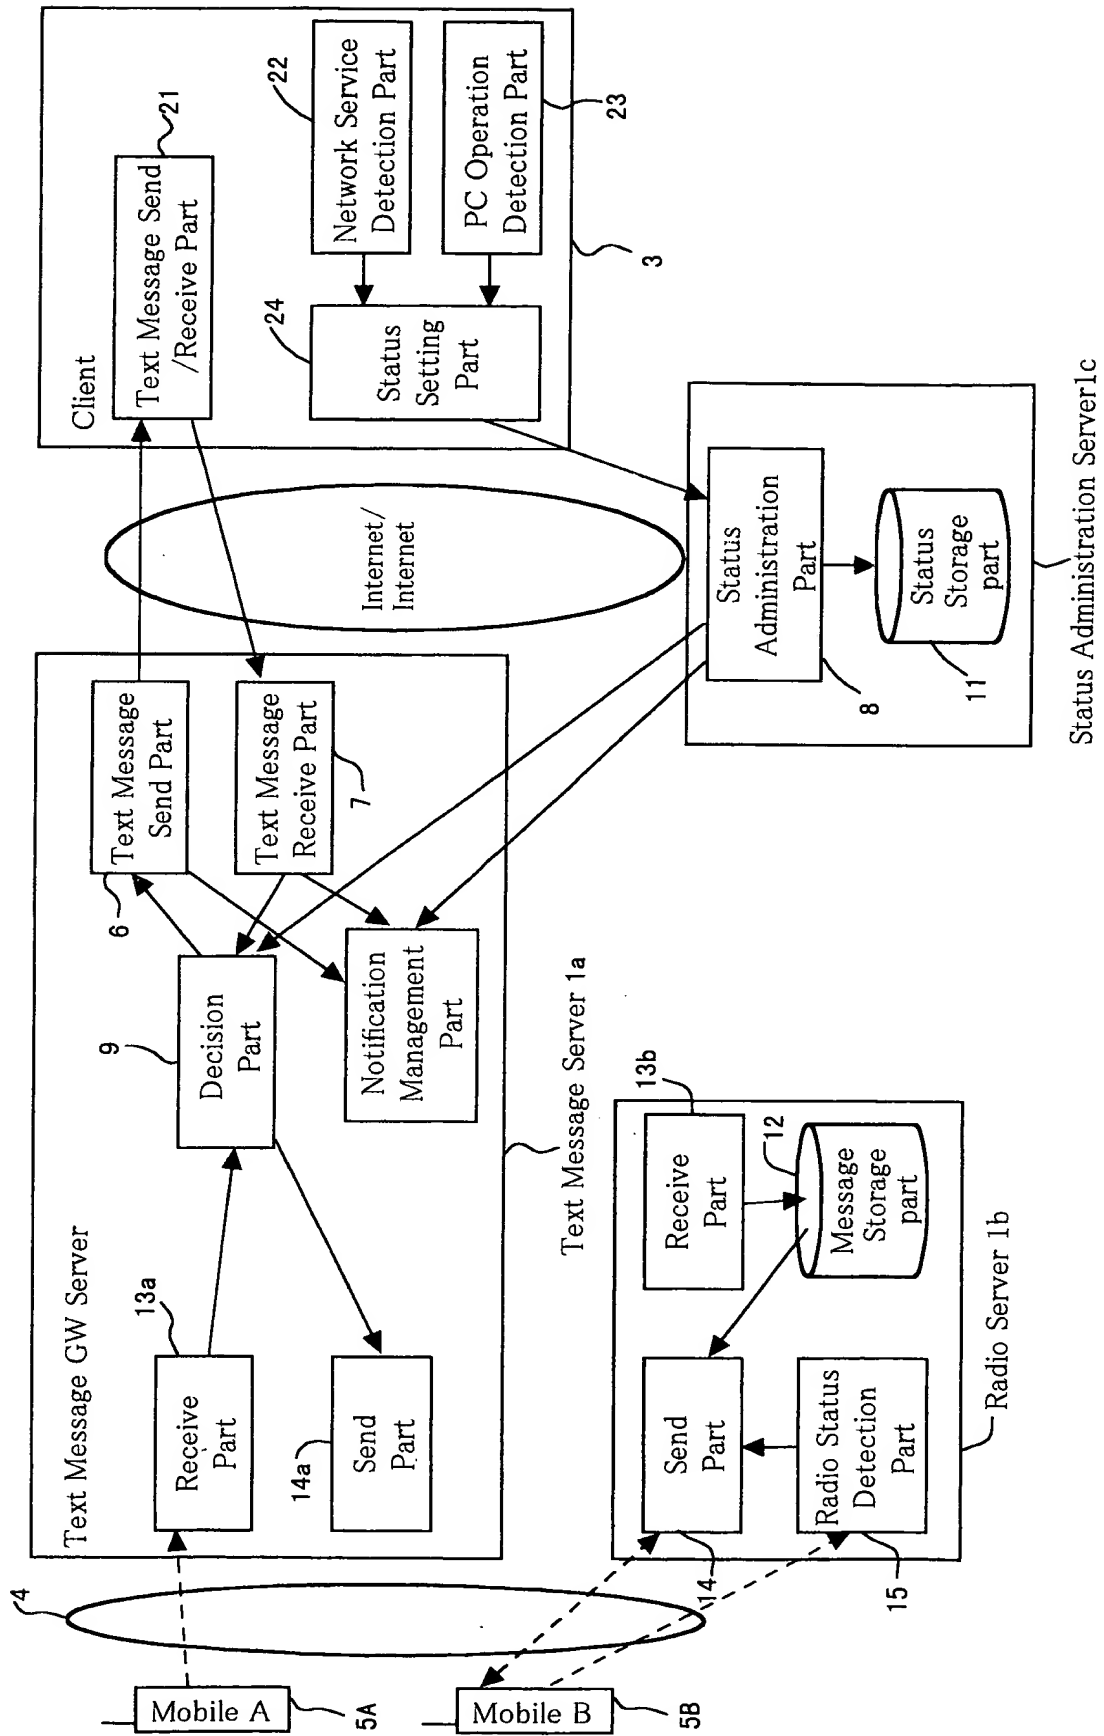 Text Message GW Server
Client
Text Message Send
/Receive Part
21
Text Message
Send Part
6
Text Message
Receive Part
7
Receive
Part
13a
Decision
Part
9
Send
Part
14a
Notification
Management
Part
Text Message Server 1a
Internet/
Internet
Network Service
Detection Part
22
PC Operation
Detection Part
23
Status
Setting
Part
24
3
4
Mobile A
5A
Mobile B
5B
Send
Part
14
Receive
Part
13b
Message
Storage
part
12
Radio Status
Detection
Part
15
Radio Server 1b
Status
Administration
Part
8
Status
Storage
part
11
Status Administration Server1c